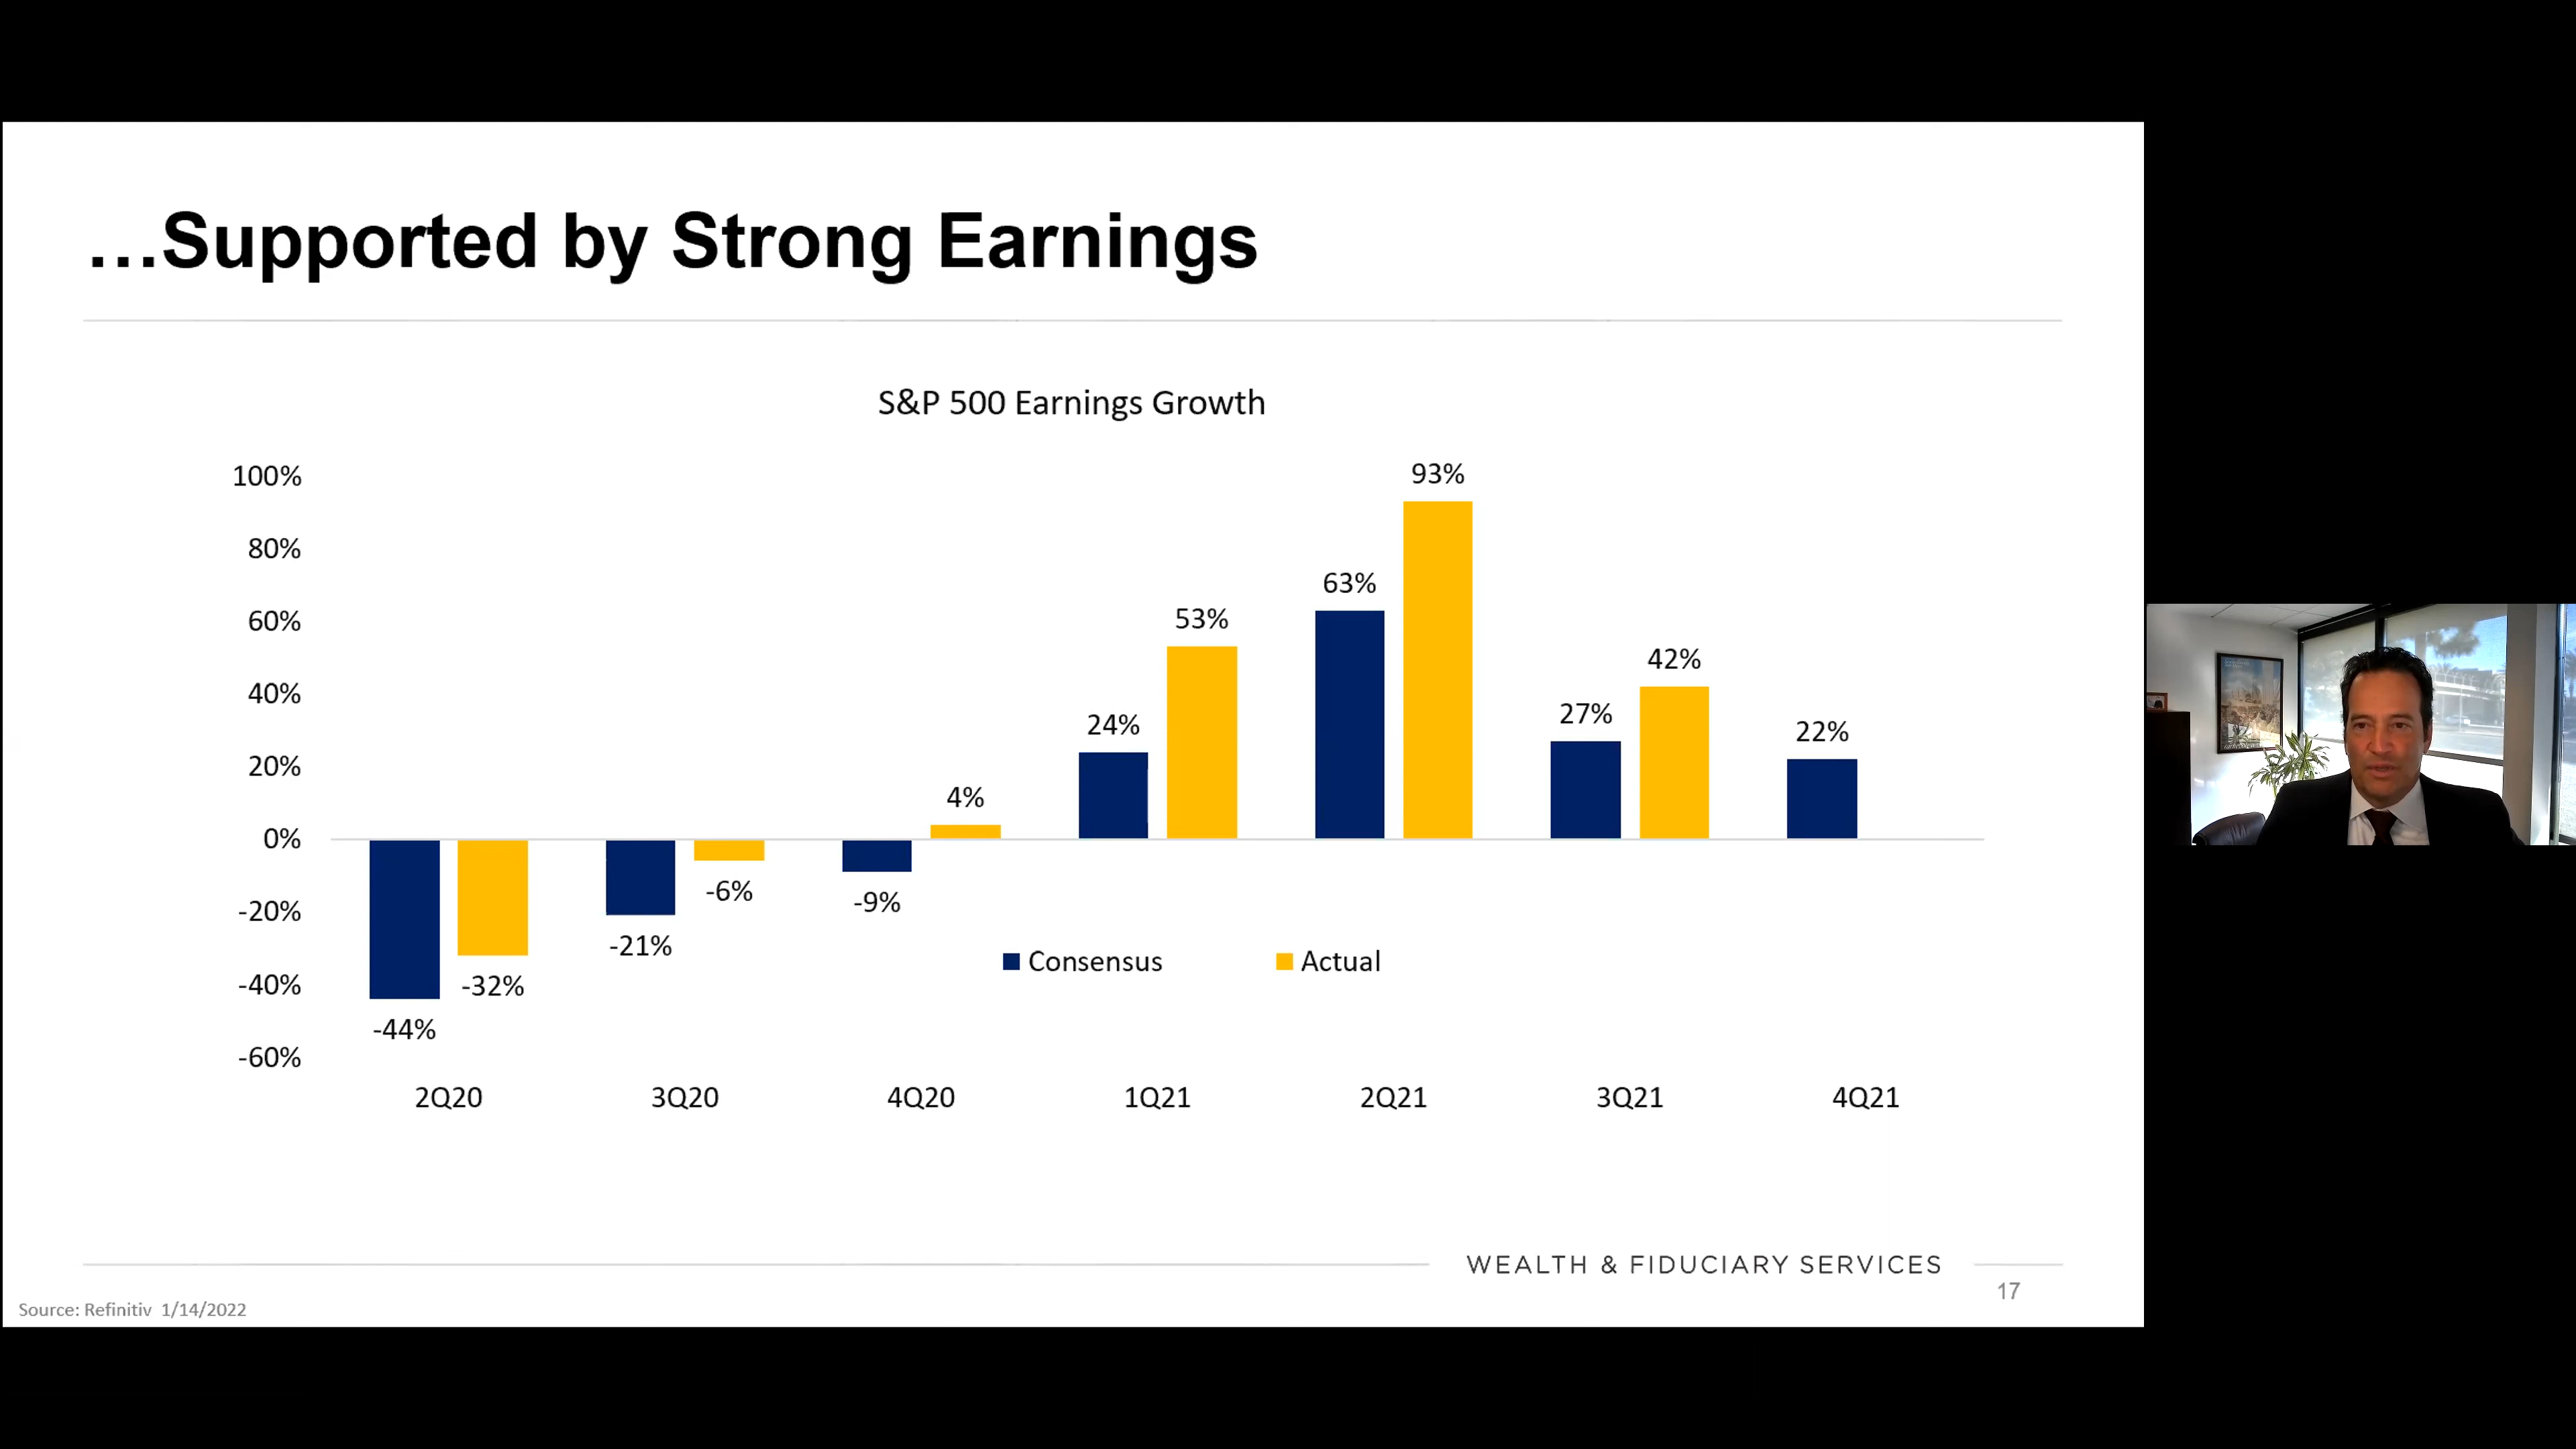 …Supported by Strong Earnings
S&P 500 Earnings Growth
100%
80%
60%
40%
20%
0%
-20%
-40%
-60%
-44%
-32%
-21%
-6%
-9%
4%
24%
53%
63%
93%
27%
42%
22%
Consensus
Actual
2Q20
3Q20
4Q20
1Q21
2Q21
3Q21
4Q21
WEALTH & FIDUCIARY SERVICES
17
Source: Refinitiv 1/14/2022